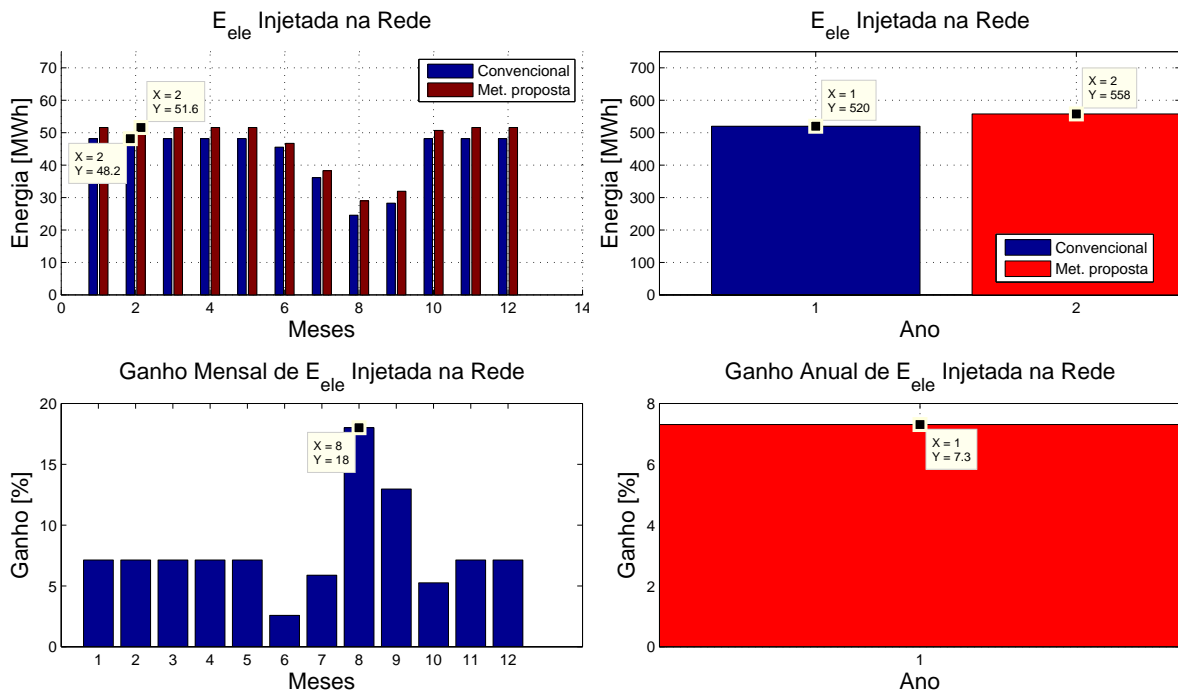 E_ele Injetada na Rede
70
60
50
40
30
20
10
0
Energia [MWh]
X = 2
Y = 51.6
X = 2
Y = 48.2
Convencional
Met. proposta
0 2 4 6 8 10 12 14
Meses
E_ele Injetada na Rede
700
600
500
400
300
200
100
0
Energia [MWh]
X = 1
Y = 520
X = 2
Y = 558
Convencional
Met. proposta
1 2
Ano
Ganho Mensal de E_ele Injetada na Rede
20
15
10
5
0
Ganho [%]
X = 8
Y = 18
1 2 3 4 5 6 7 8 9 10 11 12
Meses
Ganho Anual de E_ele Injetada na Rede
8
6
4
2
0
Ganho [%]
X = 1
Y = 7.3
1
Ano